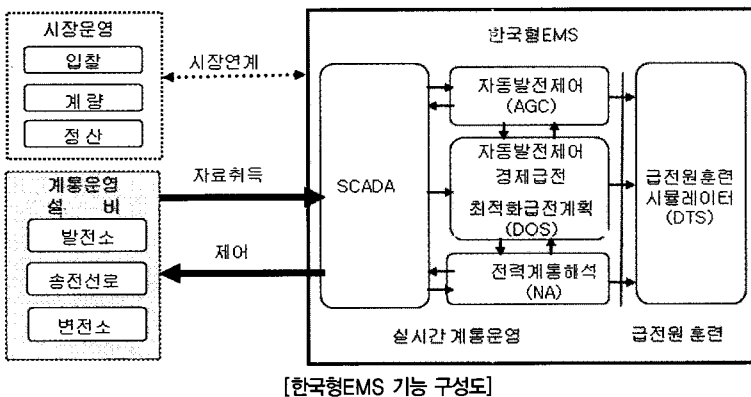 시장운영
입찰
계 량
정 산
시장연계
계통운영
설 비
발전소
송전선로
변전소
자료취득
제어
한국형EMS
SCADA
자동발전제어
(AGC)
자동발전제어
경제급전
최적화급전계획
(DOS)
전력계통해석
(NA)
급전원훈련
시뮬레이터
(DTS)
실시간 계통운영
급전원 훈련
[한국형EMS 기능 구성도]